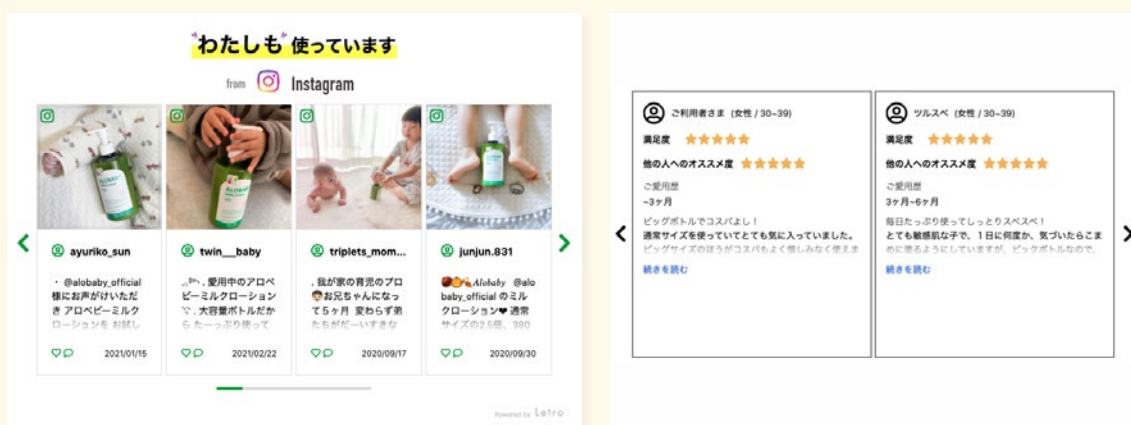 "わたしも"使っています
from Instagram
ayuriko_sun
・ @alobaby_official
様にお声がけいただ
き アロベビーミルク
ローションを お試し
2021/01/15
twin__baby
愛用中のアロベ
ビーミルクローション
大容量ボトルだか
ら たーっぷり使って
2021/02/22
triplets_mom...
. 我が家の育児のプロ
👦🏻お兄ちゃんになっ
て5ヶ月 変わらず弟
たちがだーいすきな
2020/09/17
junjun.831
Alobaby @alo
baby_official のミル
クローション❤ 通常
サイズの2.5倍、380
2020/09/30
Powered by Letro
ご利用者さま (女性 / 30~39)
満足度 ★★★★★
他の人へのオススメ度 ★★★★★
ご愛用歴
~3ヶ月
ビッグボトルでコスパよし!
通常サイズを使っていてとても気に入っていました。
ビッグサイズのほうがコスパもよく惜しみなく使えま
続きを読む
ツルスベ (女性 / 30~39)
満足度 ★★★★★
他の人へのオススメ度 ★★★★★
ご愛用歴
3ヶ月~6ヶ月
毎日たっぷり使ってしっとりスベスベ!
とても敏感肌な子で、1日に何度か、気づいたらこま
めに塗るようにしていますが、ビックボトルなので、
続きを読む